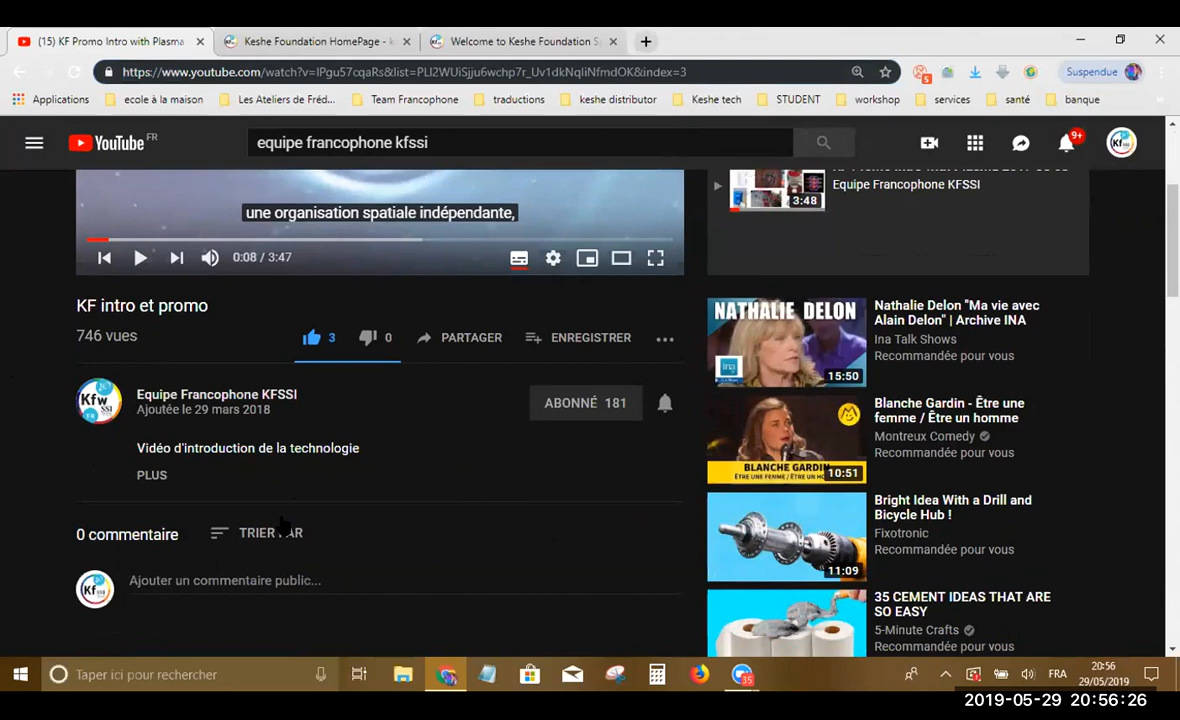 (15) KF Promo Intro with Plasma
Keshe Foundation HomePage - k
Welcome to Keshe Foundation S
https://www.youtube.com/watch?v=IPgu57cqaRs&list=PLI2WUiSjju6wchp7r_Uv1dkNqIiNfmdOK&index=3
5
Suspendue
Applications
ecole à la maison
Les Ateliers de Fréd...
Team Francophone
traductions
keshe distributor
Keshe tech
STUDENT
workshop
services
santé
banque
YouTube FR
equipe francophone kfssi
9+
Equipe Francophone KFSSI
3:48
une organisation spatiale indépendante,
0:08 / 3:47
KF intro et promo
746 vues
3
0
PARTAGER
ENREGISTRER
Equipe Francophone KFSSI
Ajoutée le 29 mars 2018
ABONNÉ 181
Vidéo d'introduction de la technologie
PLUS
0 commentaire
TRIER PAR
Ajouter un commentaire public...
NATHALIE DELON
15:50
Nathalie Delon "Ma vie avec
Alain Delon" | Archive INA
Ina Talk Shows
Recommandée pour vous
BLANCHE GARDIN
10:51
Blanche Gardin - Être une
femme / Être un homme
Montreux Comedy
Recommandée pour vous
11:09
Bright Idea With a Drill and
Bicycle Hub !
Fixotronic
Recommandée pour vous
35 CEMENT IDEAS THAT ARE
SO EASY
5-Minute Crafts
Recommandée pour vous
Taper ici pour rechercher
35
FRA
20:56
29/05/2019
2019-05-29 20:56:26